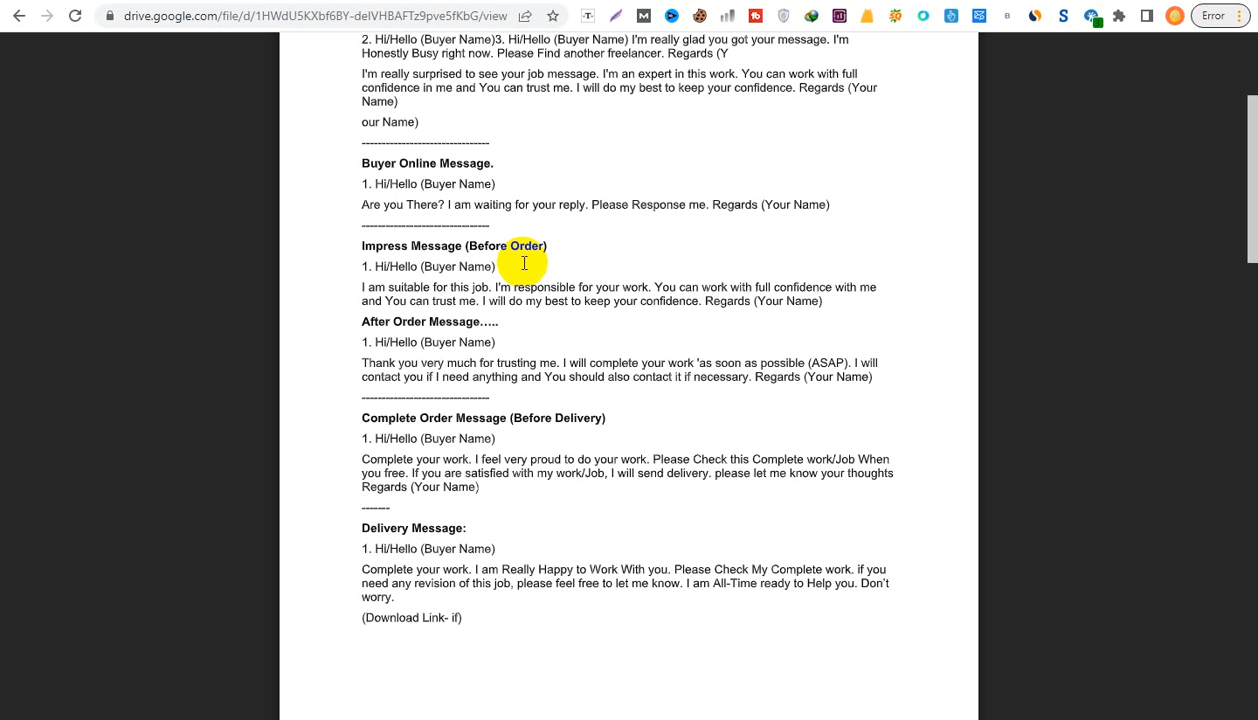 drive.google.com/file/d/1HWdU5KXbf6BY-delVHBAFTz9pve5fKbG/view
Error
2. Hi/Hello (Buyer Name)3. Hi/Hello (Buyer Name) I'm really glad you got your message. I'm
Honestly Busy right now. Please Find another freelancer. Regards (Y
I'm really surprised to see your job message. I'm an expert in this work. You can work with full
confidence in me and You can trust me. I will do my best to keep your confidence. Regards (Your
Name)
our Name)
--------------------------------
Buyer Online Message.
1. Hi/Hello (Buyer Name)
Are you There? I am waiting for your reply. Please Response me. Regards (Your Name)
--------------------------------
Impress Message (Before Order)
1. Hi/Hello (Buyer Name)
I am suitable for this job. I'm responsible for your work. You can work with full confidence with me
and You can trust me. I will do my best to keep your confidence. Regards (Your Name)
After Order Message…..
1. Hi/Hello (Buyer Name)
Thank you very much for trusting me. I will complete your work 'as soon as possible (ASAP). I will
contact you if I need anything and You should also contact it if necessary. Regards (Your Name)
--------------------------------
Complete Order Message (Before Delivery)
1. Hi/Hello (Buyer Name)
Complete your work. I feel very proud to do your work. Please Check this Complete work/Job When
you free. If you are satisfied with my work/Job, I will send delivery. please let me know your thoughts
Regards (Your Name)
-------
Delivery Message:
1. Hi/Hello (Buyer Name)
Complete your work. I am Really Happy to Work With you. Please Check My Complete work. if you
need any revision of this job, please feel free to let me know. I am All-Time ready to Help you. Don't
worry.
(Download Link- if)